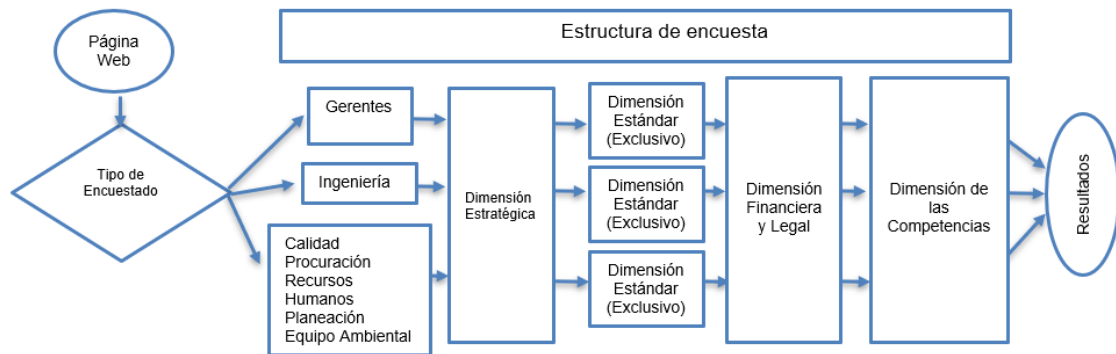 Página
Web
Estructura de encuesta
Tipo de
Encuestado
Gerentes
Ingeniería
Calidad
Procuración
Recursos
Humanos
Planeación
Equipo Ambiental
Dimensión
Estratégica
Dimensión
Estándar
(Exclusivo)
Dimensión
Estándar
(Exclusivo)
Dimensión
Estándar
(Exclusivo)
Dimensión
Financiera
y Legal
Dimensión de
las
Competencias
Resultados